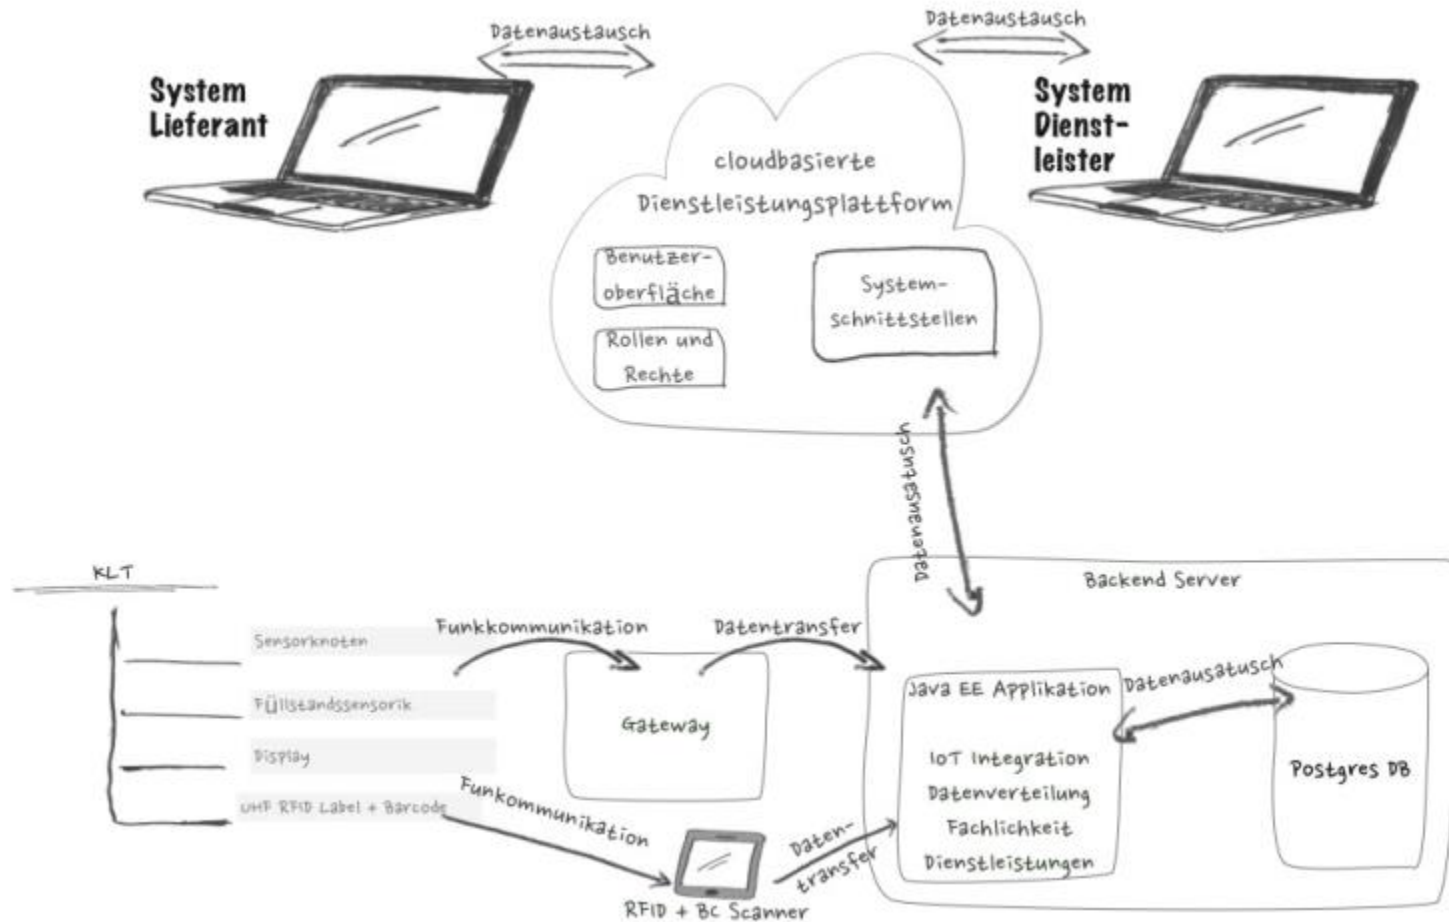 Datenaustausch
Datenaustausch
System
Lieferant
System
Dienst-
leister
cloudbasierte
Dienstleistungsplattform
Benutzer-
oberfläche
System-
schnittstellen
Rollen und
Rechte
Datenausatusch
KLT
Backend Server
Sensorknoten
Funkkommunikation
Datentransfer
Füllstandssensorik
Gateway
Java EE Applikation
Datenausatusch
Display
IoT Integration
Postgres DB
UHF RFID Label + Barcode
Funkommunikation
Datenverteilung
Fachlichkeit
Daten-
transfer
Dienstleistungen
RFID + BC Scanner